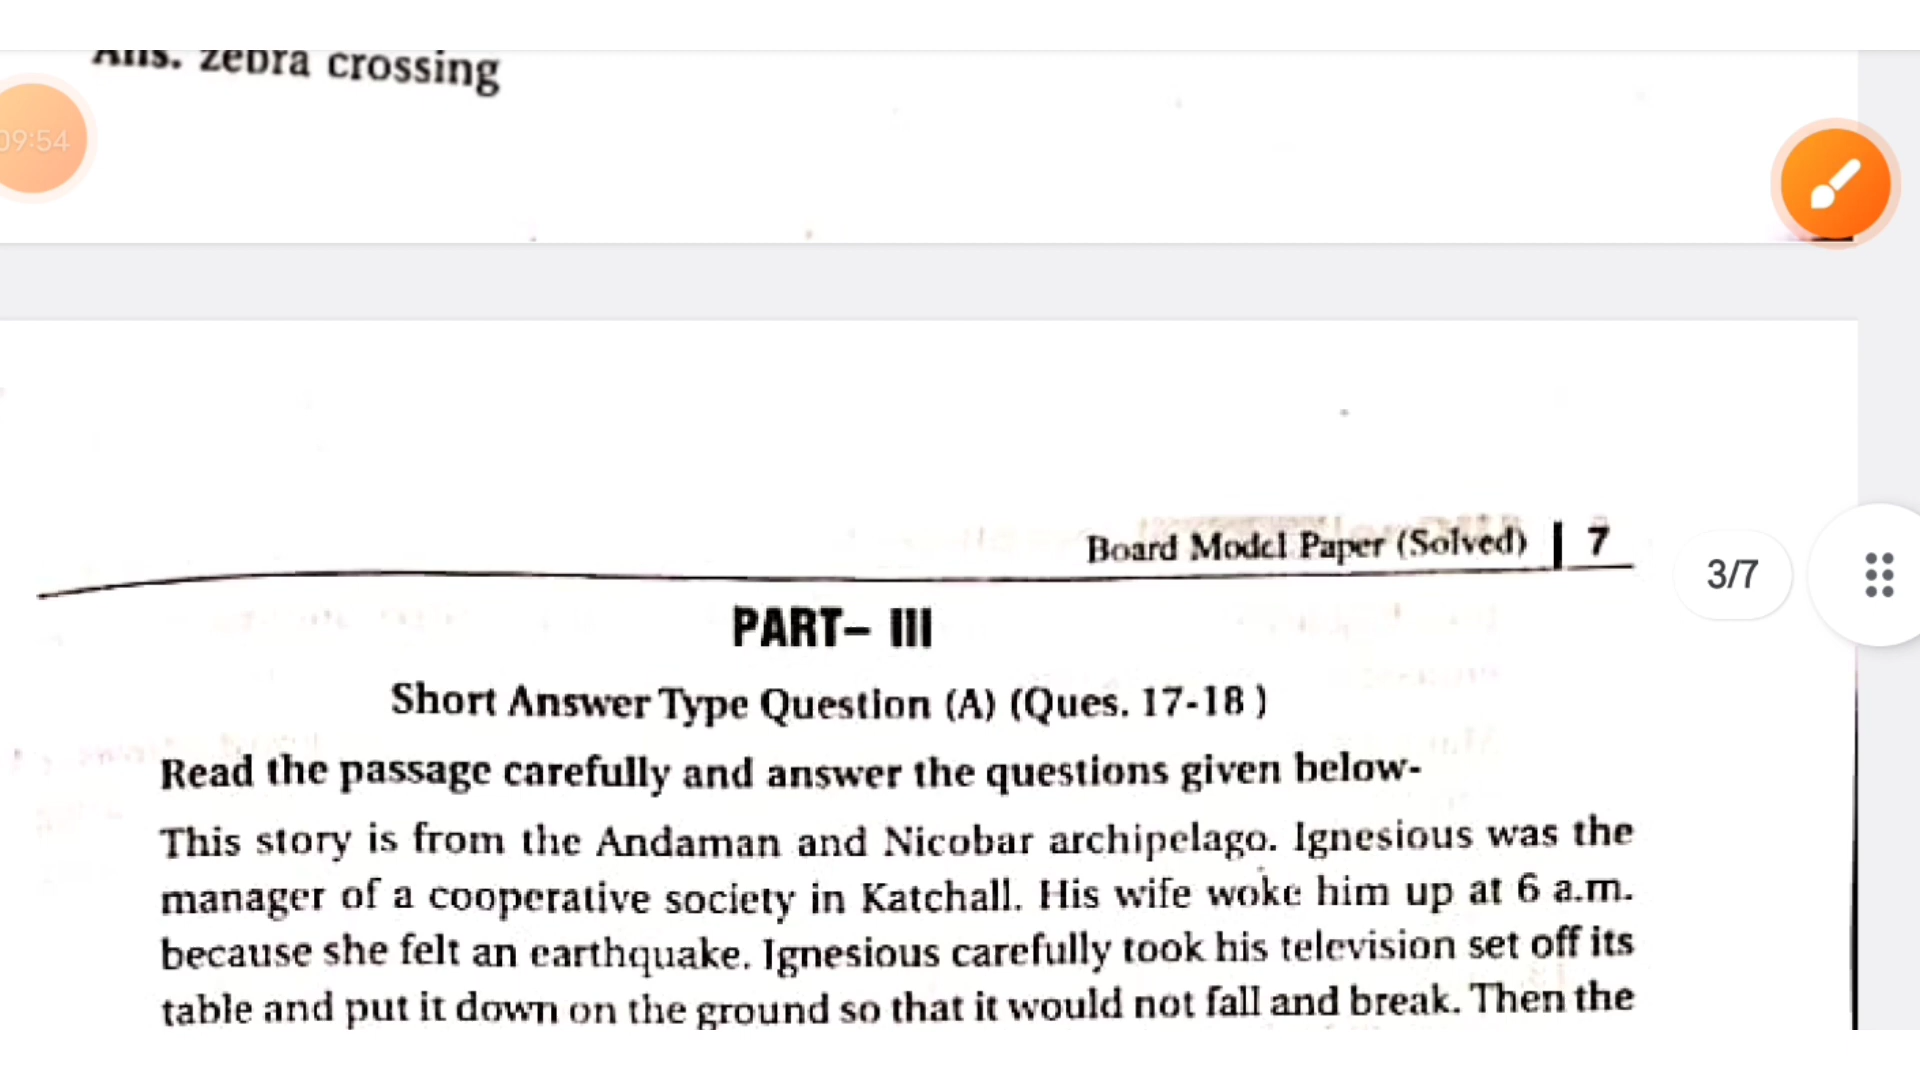 Ans. zebra crossing
09:54
Board Model Paper (Solved) | 7
3/7
PART– III
Short Answer Type Question (A) (Ques. 17-18 )
Read the passage carefully and answer the questions given below-
This story is from the Andaman and Nicobar archipelago. Ignesious was the
manager of a cooperative society in Katchall. His wife woke him up at 6 a.m.
because she felt an earthquake. Ignesious carefully took his television set off its
table and put it down on the ground so that it would not fall and break. Then the